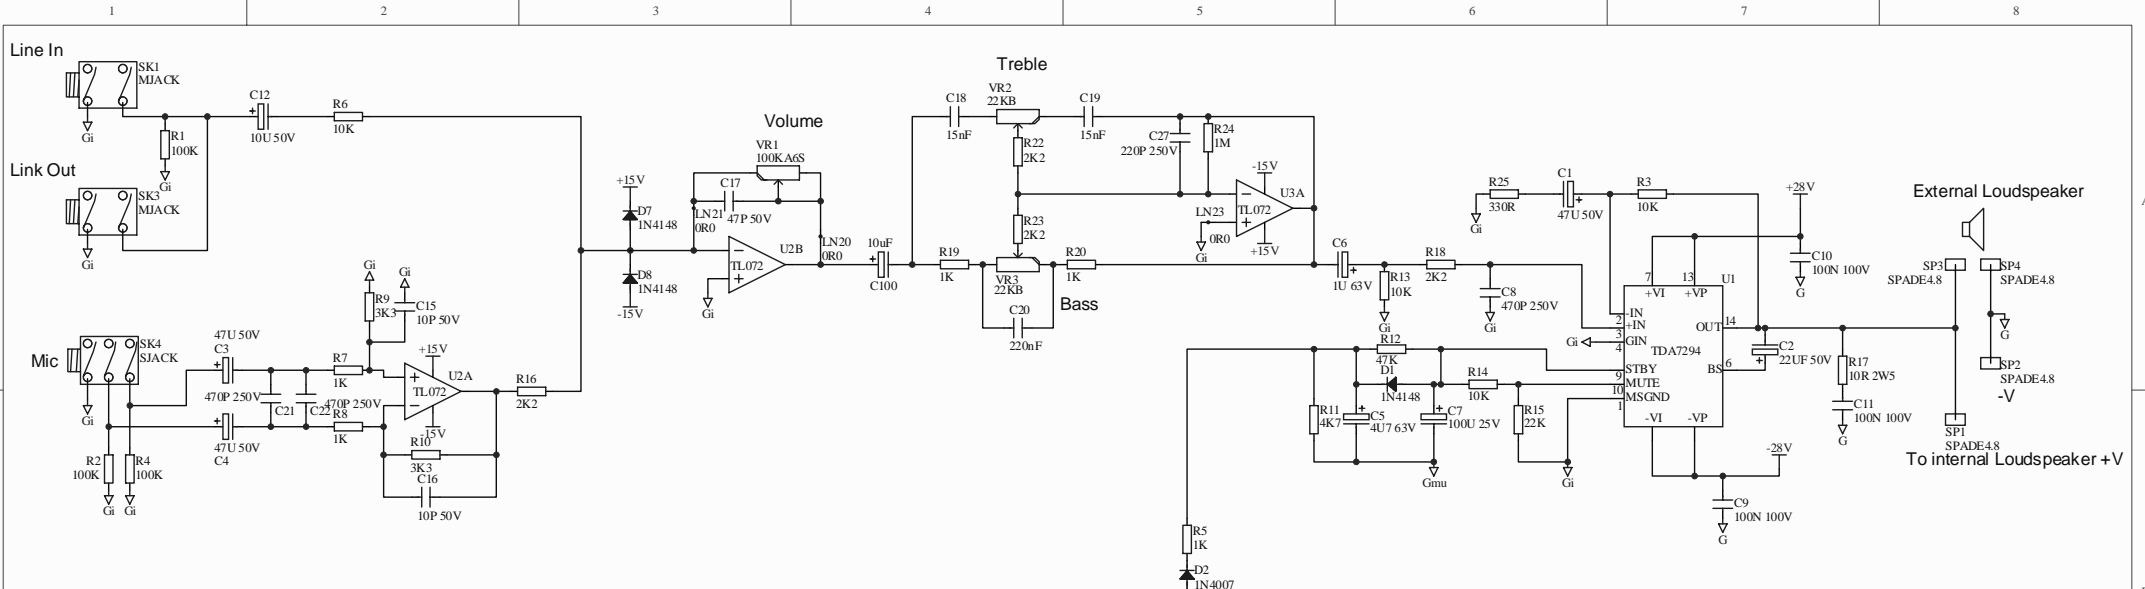 1 2 3 4 5 6 7 8
Line In
SK1
MJACK
Gi
R1
100K
Gi
C12
10U 50V
R6
10K
Link Out
SK3
MJACK
Gi
Mic
SK4
SJACK
Gi
R2
100K
Gi
R4
100K
Gi
47U 50V
C3
470P 250V
C21
C22
470P 250V
47U 50V
C4
R7
1K
R8
1K
Gi
R9
3K3
Gi
C15
10P 50V
+15V
U2A
TL072
-15V
R10
3K3
C16
10P 50V
R16
2K2
+15V
D7
1N4148
D8
1N4148
-15V
Volume
VR1
100KA6S
C17
47P 50V
LN21
0R0
U2B
TL072
Gi
LN20
0R0
10uF
C100
Treble
C18
15nF
VR2
22KB
C19
15nF
R22
2K2
R23
2K2
R19
1K
VR3
22KB
R20
1K
C20
220nF
Bass
C27
220P 250V
R24
1M
-15V
U3A
TL072
+15V
LN23
0R0
Gi
C6
1U 63V
R13
10K
Gi
R18
2K2
C8
470P 250V
Gi
R25
330R
Gi
C1
47U 50V
R3
10K
+28V
C10
100N 100V
G
7
+VI
13
+VP
U1
-IN
2
+IN
3
GIN
4
Gi
OUT
14
TDA7294
BS
6
STBY
9
MUTE
10
MSGND
1
-VI
-VP
C2
22UF 50V
R17
10R 2W5
C11
100N 100V
G
-28V
C9
100N 100V
G
R12
47K
D1
1N4148
R14
10K
R11
4K7
C5
4U7 63V
C7
100U 25V
R15
22K
Gmu
Gi
R5
1K
D2
1N4007
External Loudspeaker
SP3
SPADE4.8
SP4
SPADE4.8
G
SP2
SPADE4.8
-V
SP1
SPADE4.8
To internal Loudspeaker +V